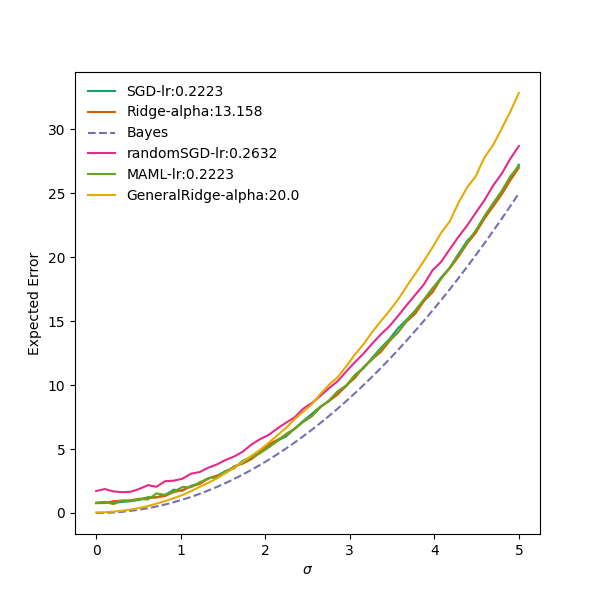 SGD-lr:0.2223
Ridge-alpha:13.158
Bayes
randomSGD-lr:0.2632
MAML-lr:0.2223
GeneralRidge-alpha:20.0
Expected Error
30
25
20
15
10
5
0
0 1 2 3 4 5
σ